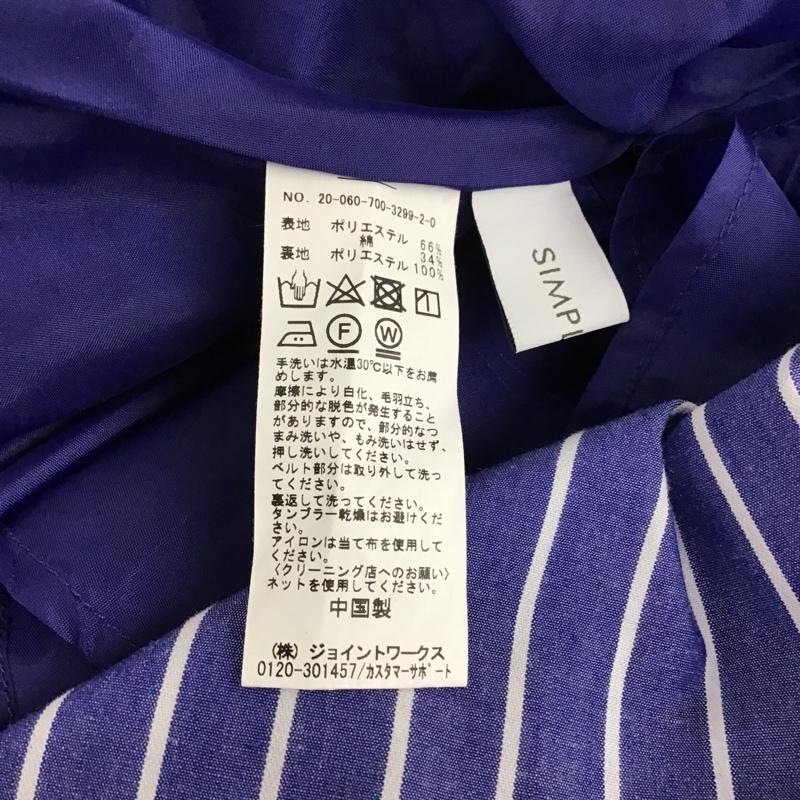 NO. 20-060-700-3299-2-0
表地 ポリエステル 66%
綿 34%
裏地 ポリエステル 100%
F
W
手洗いは水温30℃以下をお薦
めします。
摩擦により白化、毛羽立ち、
部分的な脱色が発生すること
がありますので、部分的なつ
まみ洗いや、もみ洗いはせず、
押し洗いしてください。
ベルト部分は取り外して洗っ
てください。
裏返して洗ってください。
タンブラー乾燥はお避けくだ
さい。
アイロンは当て布を使用して
ください。
〈クリーニング店へのお願い〉
ネットを使用してください。
中国製
(株) ジョイントワークス
0120-301457/カスタマーサポート
SIMPL